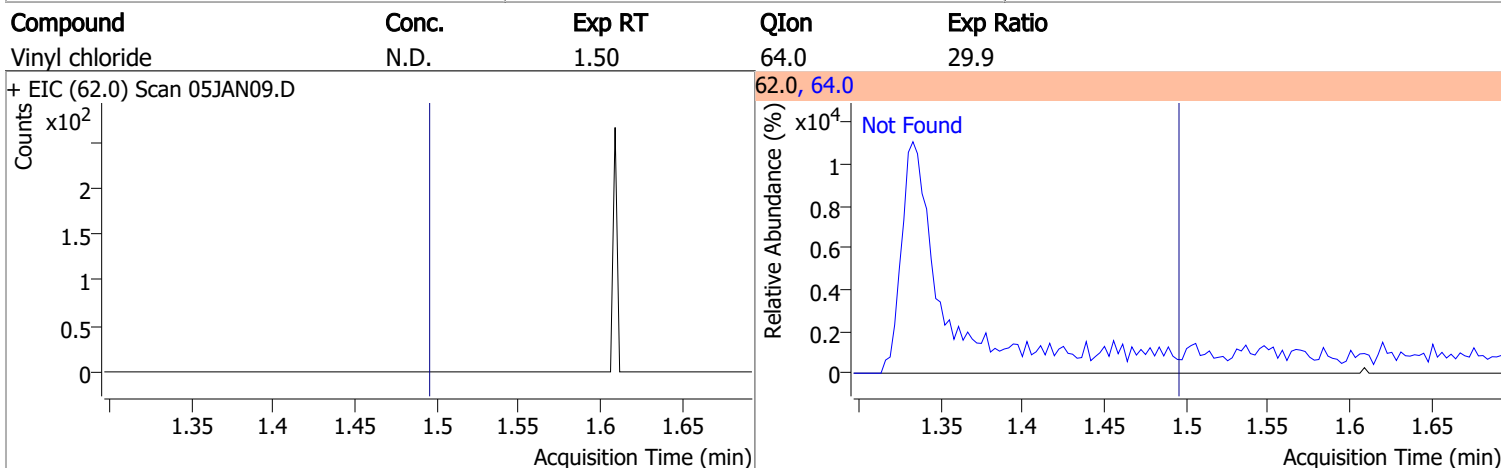 Compound Conc. Exp RT QIon Exp Ratio
Vinyl chloride N.D. 1.50 64.0 29.9
+ EIC (62.0) Scan 05JAN09.D
Counts
x10²
2
1.5
1
0.5
0
1.35 1.4 1.45 1.5 1.55 1.6 1.65
Acquisition Time (min)
62.0, 64.0
Relative Abundance (%)
x10⁴
Not Found
1
0.8
0.6
0.4
0.2
0
1.35 1.4 1.45 1.5 1.55 1.6 1.65
Acquisition Time (min)